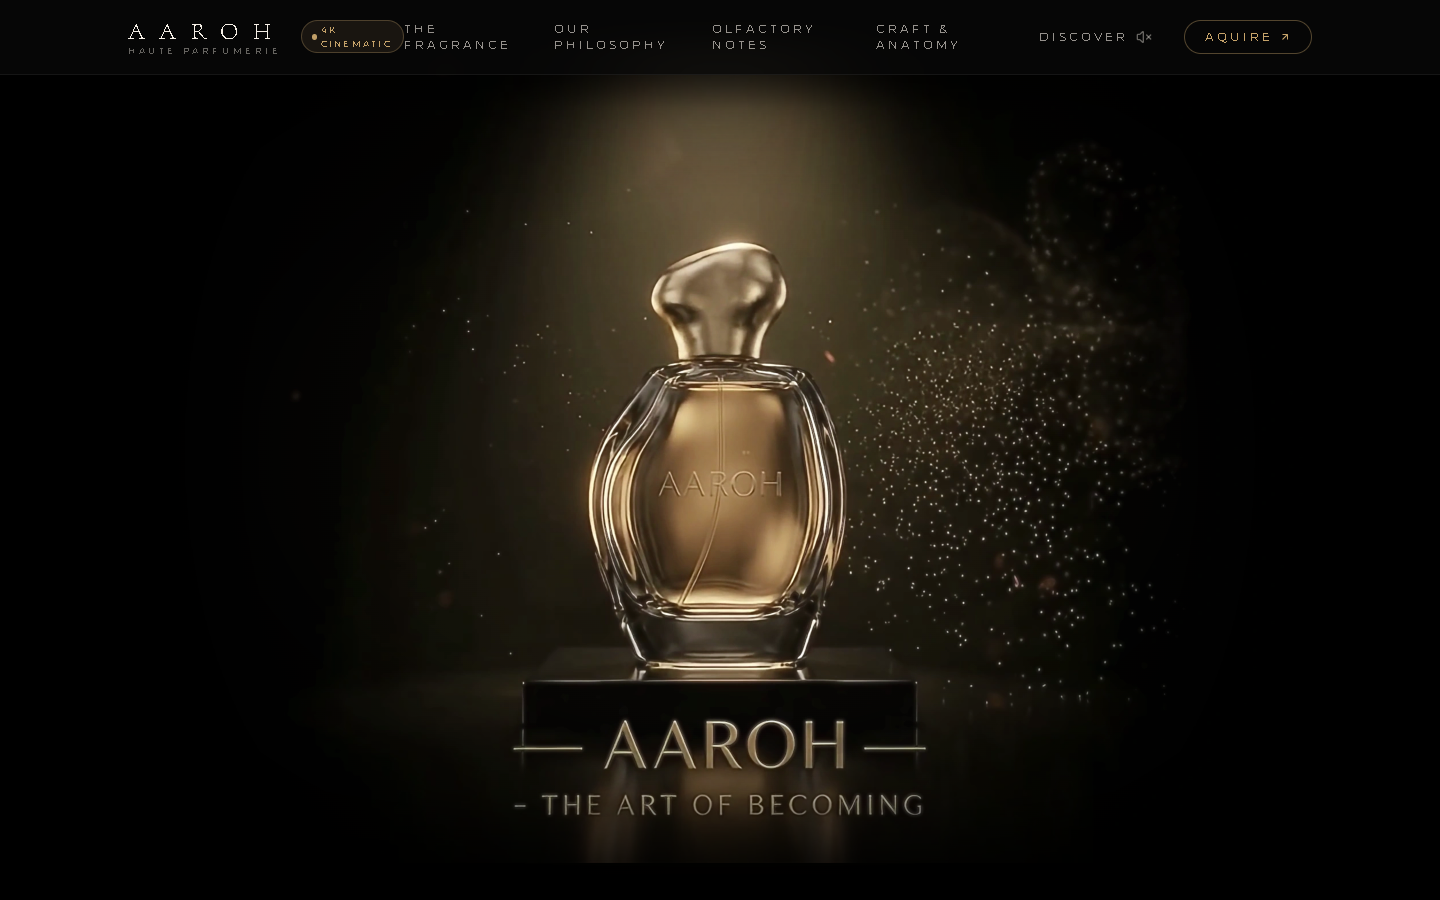 AAROH
HAUTE PARFUMERIE
4K
CINEMATIC
THE
FRAGRANCE
OUR
PHILOSOPHY
OLFACTORY
NOTES
CRAFT &
ANATOMY
DISCOVER
AQUIRE
AAROH
— AAROH —
– THE ART OF BECOMING